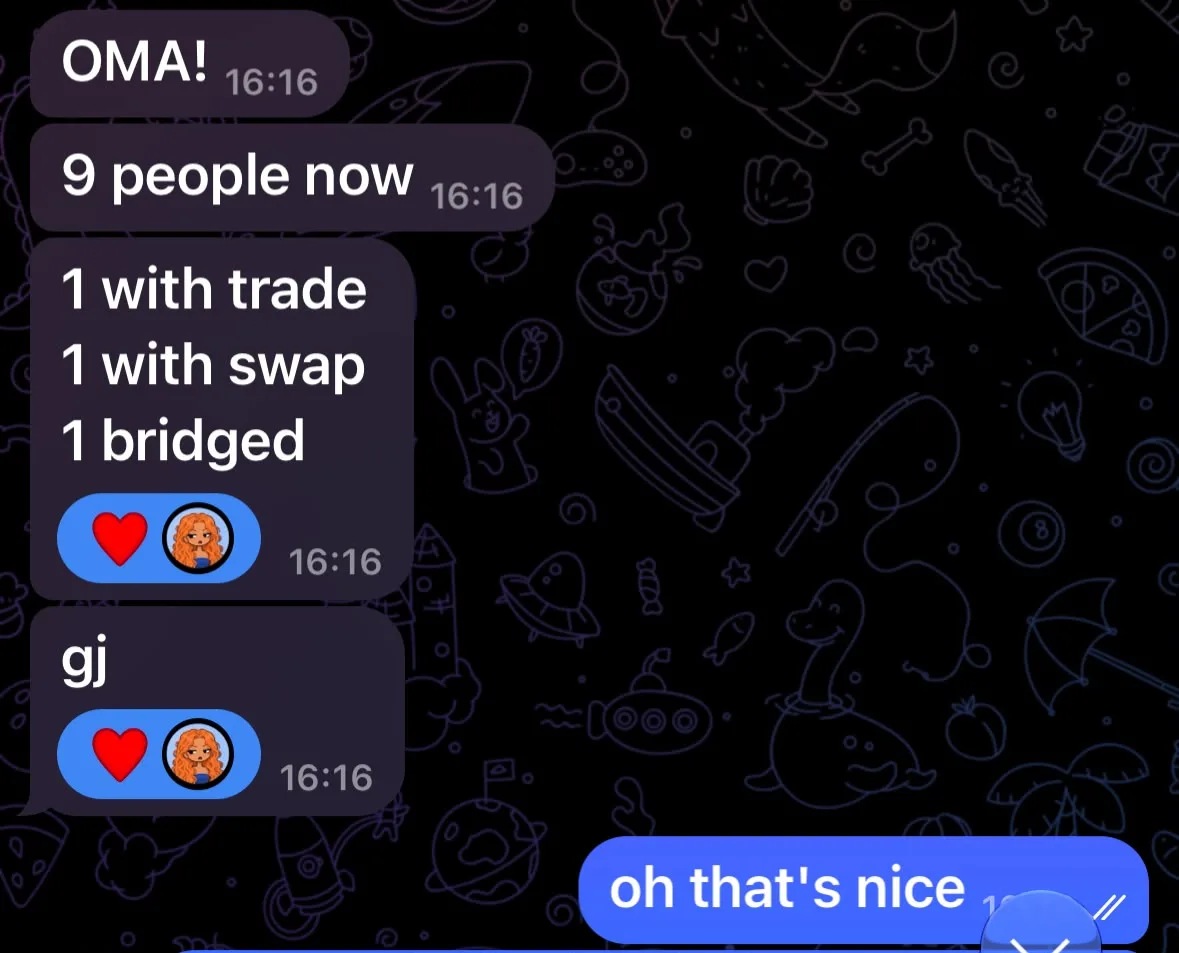 OMA! 16:16
9 people now 16:16
1 with trade
1 with swap
1 bridged
16:16
gj
16:16
oh that's nice
8